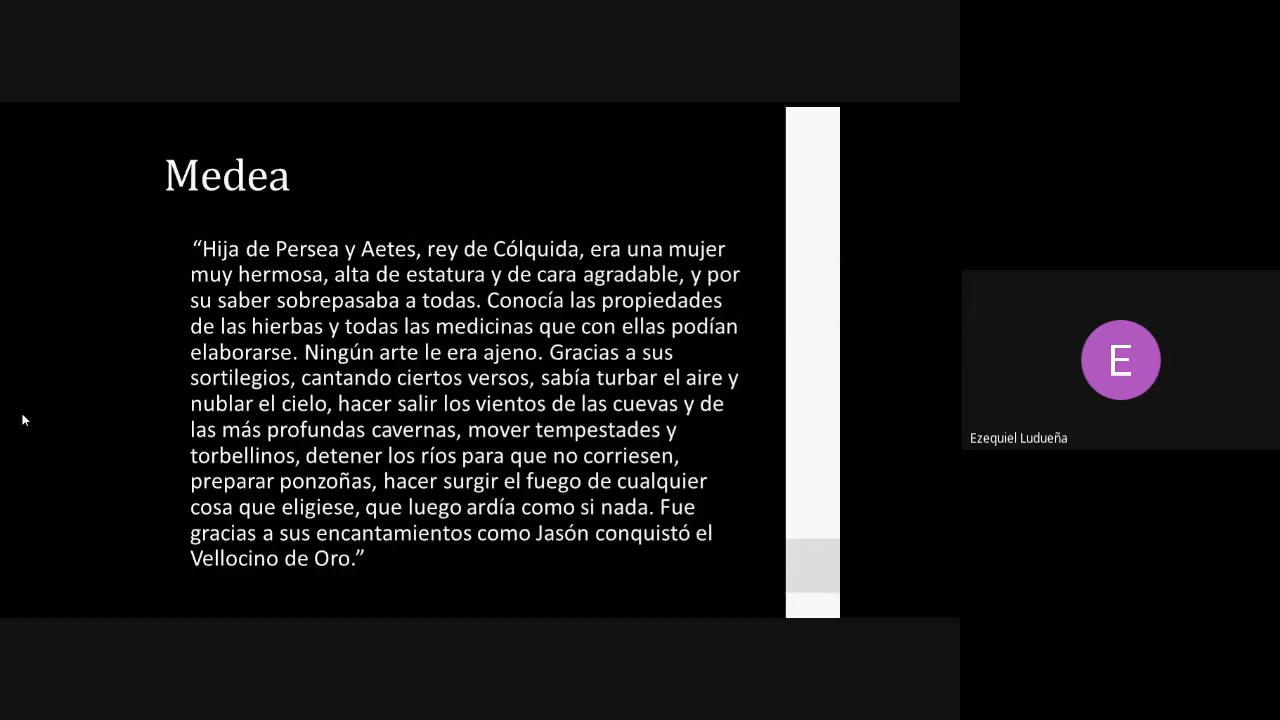 Medea
“Hija de Persea y Aetes, rey de Cólquida, era una mujer
muy hermosa, alta de estatura y de cara agradable, y por
su saber sobrepasaba a todas. Conocía las propiedades
de las hierbas y todas las medicinas que con ellas podían
elaborarse. Ningún arte le era ajeno. Gracias a sus
sortilegios, cantando ciertos versos, sabía turbar el aire y
nublar el cielo, hacer salir los vientos de las cuevas y de
las más profundas cavernas, mover tempestades y
torbellinos, detener los ríos para que no corriesen,
preparar ponzoñas, hacer surgir el fuego de cualquier
cosa que eligiese, que luego ardía como si nada. Fue
gracias a sus encantamientos como Jasón conquistó el
Vellocino de Oro.”
E
Ezequiel Ludueña